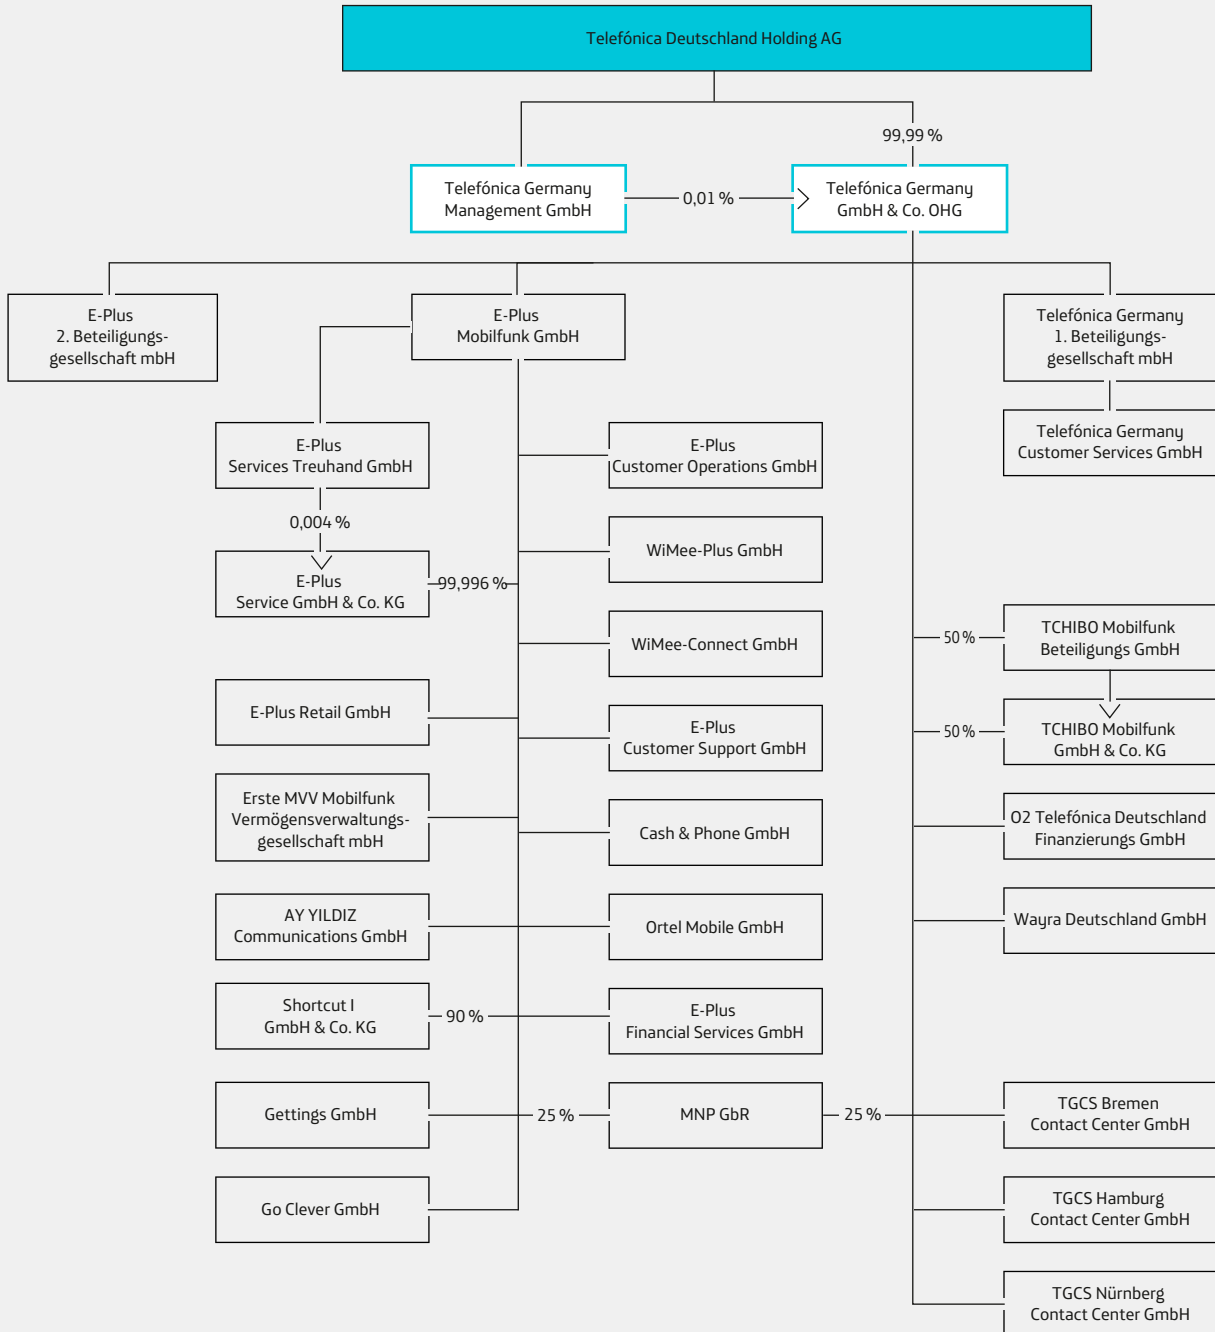 Telefónica Deutschland Holding AG
99,99 %
Telefónica Germany
Management GmbH
0,01 %
Telefónica Germany
GmbH & Co. OHG
E-Plus
2. Beteiligungs-
gesellschaft mbH
E-Plus
Mobilfunk GmbH
Telefónica Germany
1. Beteiligungs-
gesellschaft mbH
E-Plus
Services Treuhand GmbH
E-Plus
Customer Operations GmbH
Telefónica Germany
Customer Services GmbH
0,004 %
WiMee-Plus GmbH
E-Plus
Service GmbH & Co. KG
99,996 %
WiMee-Connect GmbH
50 %
TCHIBO Mobilfunk
Beteiligungs GmbH
E-Plus Retail GmbH
E-Plus
Customer Support GmbH
50 %
TCHIBO Mobilfunk
GmbH & Co. KG
Erste MVV Mobilfunk
Vermögensverwaltungs-
gesellschaft mbH
Cash & Phone GmbH
O2 Telefónica Deutschland
Finanzierungs GmbH
AY YILDIZ
Communications GmbH
Ortel Mobile GmbH
Wayra Deutschland GmbH
Shortcut I
GmbH & Co. KG
90 %
E-Plus
Financial Services GmbH
Gettings GmbH
25 %
MNP GbR
25 %
TGCS Bremen
Contact Center GmbH
Go Clever GmbH
TGCS Hamburg
Contact Center GmbH
TGCS Nürnberg
Contact Center GmbH